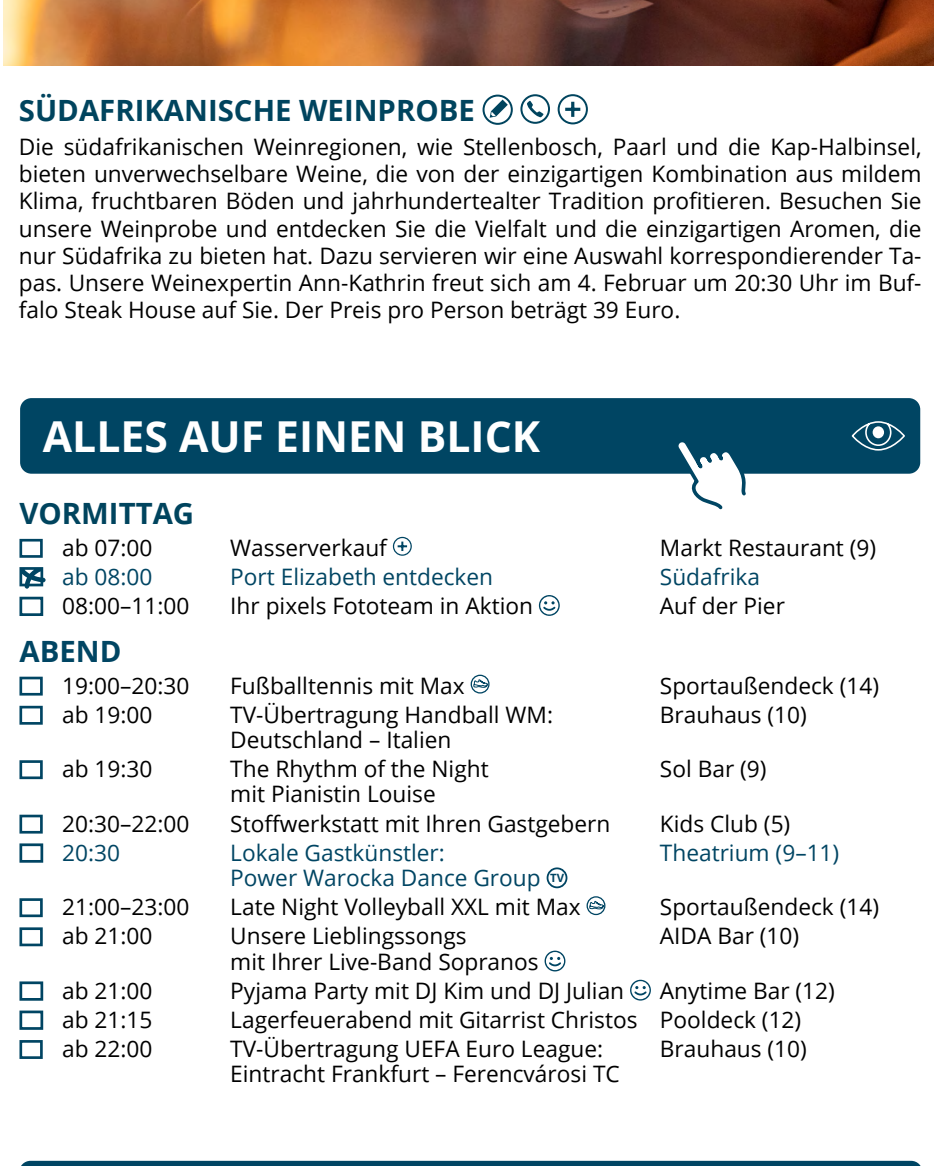 SÜDAFRIKANISCHE WEINPROBE
Die südafrikanischen Weinregionen, wie Stellenbosch, Paarl und die Kap-Halbinsel,
bieten unverwechselbare Weine, die von der einzigartigen Kombination aus mildem
Klima, fruchtbaren Böden und jahrhundertealter Tradition profitieren. Besuchen Sie
unsere Weinprobe und entdecken Sie die Vielfalt und die einzigartigen Aromen, die
nur Südafrika zu bieten hat. Dazu servieren wir eine Auswahl korrespondierender Ta-
pas. Unsere Weinexpertin Ann-Kathrin freut sich am 4. Februar um 20:30 Uhr im Buf-
falo Steak House auf Sie. Der Preis pro Person beträgt 39 Euro.
ALLES AUF EINEN BLICK
VORMITTAG
ab 07:00 Wasserverkauf Markt Restaurant (9)
ab 08:00 Port Elizabeth entdecken Südafrika
08:00–11:00 Ihr pixels Fototeam in Aktion Auf der Pier
ABEND
19:00–20:30 Fußballtennis mit Max Sportaußendeck (14)
ab 19:00 TV-Übertragung Handball WM: Brauhaus (10)
Deutschland – Italien
ab 19:30 The Rhythm of the Night Sol Bar (9)
mit Pianistin Louise
20:30–22:00 Stoffwerkstatt mit Ihren Gastgebern Kids Club (5)
20:30 Lokale Gastkünstler: Theatrium (9–11)
Power Warocka Dance Group TV
21:00–23:00 Late Night Volleyball XXL mit Max Sportaußendeck (14)
ab 21:00 Unsere Lieblingssongs AIDA Bar (10)
mit Ihrer Live-Band Sopranos
ab 21:00 Pyjama Party mit DJ Kim und DJ Julian Anytime Bar (12)
ab 21:15 Lagerfeuerabend mit Gitarrist Christos Pooldeck (12)
ab 22:00 TV-Übertragung UEFA Euro League: Brauhaus (10)
Eintracht Frankfurt – Ferencvárosi TC